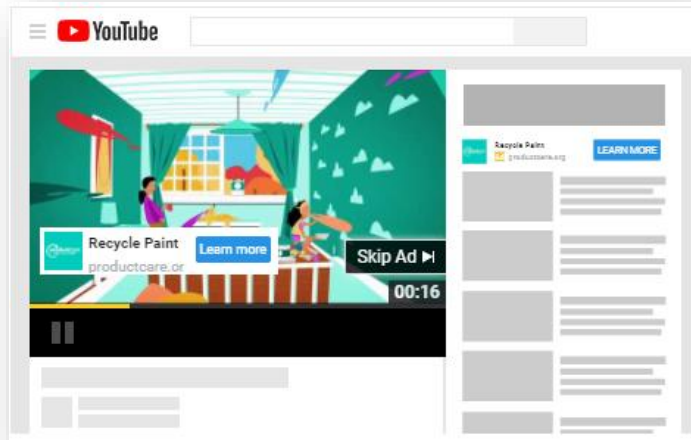 YouTube
Recycle Paint
Learn more
productcare.or
Skip Ad
00:16
Recycle Paint
productcare.org
LEARN MORE